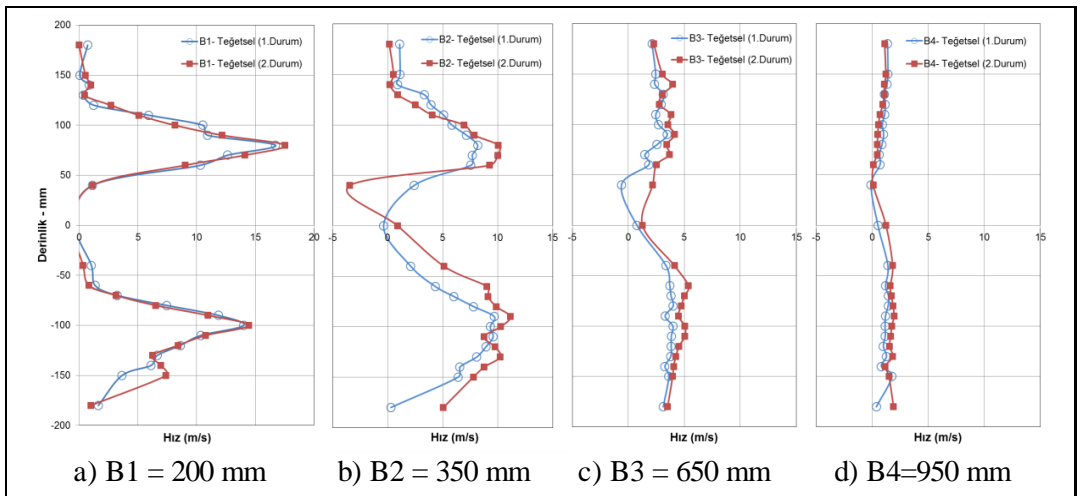 Derinlik - mm
200
150
100
50
0
-50
-100
-150
-200
B1- Teğetsel (1.Durum)
B1- Teğetsel (2.Durum)
0 5 10 15 20
Hız (m/s)
a) B1 = 200 mm
B2- Teğetsel (1.Durum)
B2- Teğetsel (2.Durum)
-5 0 5 10 15
Hız (m/s)
b) B2 = 350 mm
B3- Teğetsel (1.Durum)
B3- Teğetsel (2.Durum)
-5 0 5 10 15
Hız (m/s)
c) B3 = 650 mm
B4- Teğetsel (1.Durum)
B4- Teğetsel (2.Durum)
-5 0 5 10 15
Hız (m/s)
d) B4=950 mm